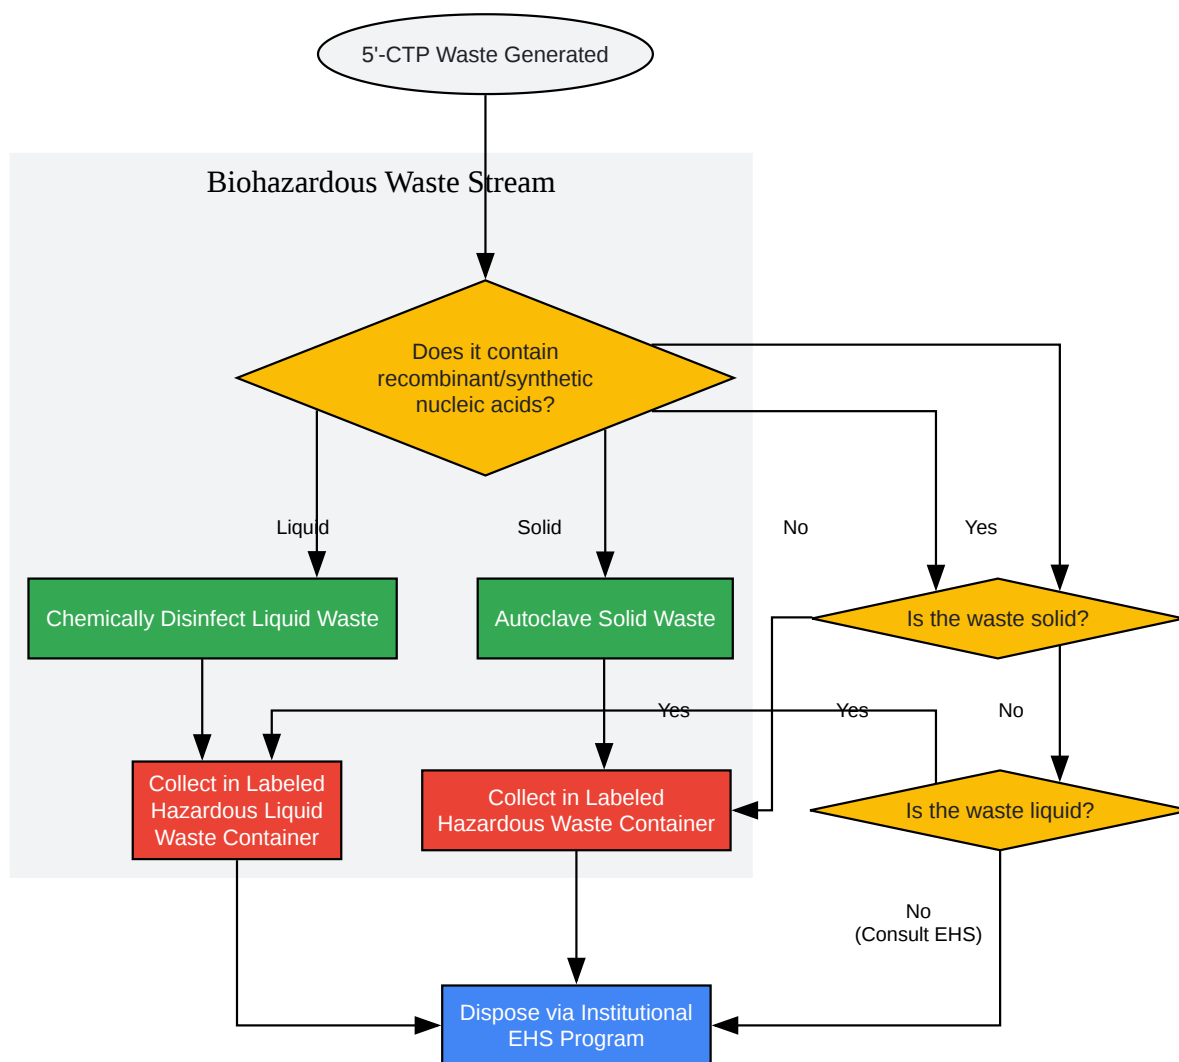 5'-CTP Waste Generated
Biohazardous Waste Stream
Does it contain
recombinant/synthetic
nucleic acids?
Liquid
Solid
No
Yes
Chemically Disinfect Liquid Waste
Autoclave Solid Waste
Is the waste solid?
Yes
Yes
No
Collect in Labeled
Hazardous Liquid
Waste Container
Collect in Labeled
Hazardous Waste Container
Is the waste liquid?
No
(Consult EHS)
Dispose via Institutional
EHS Program